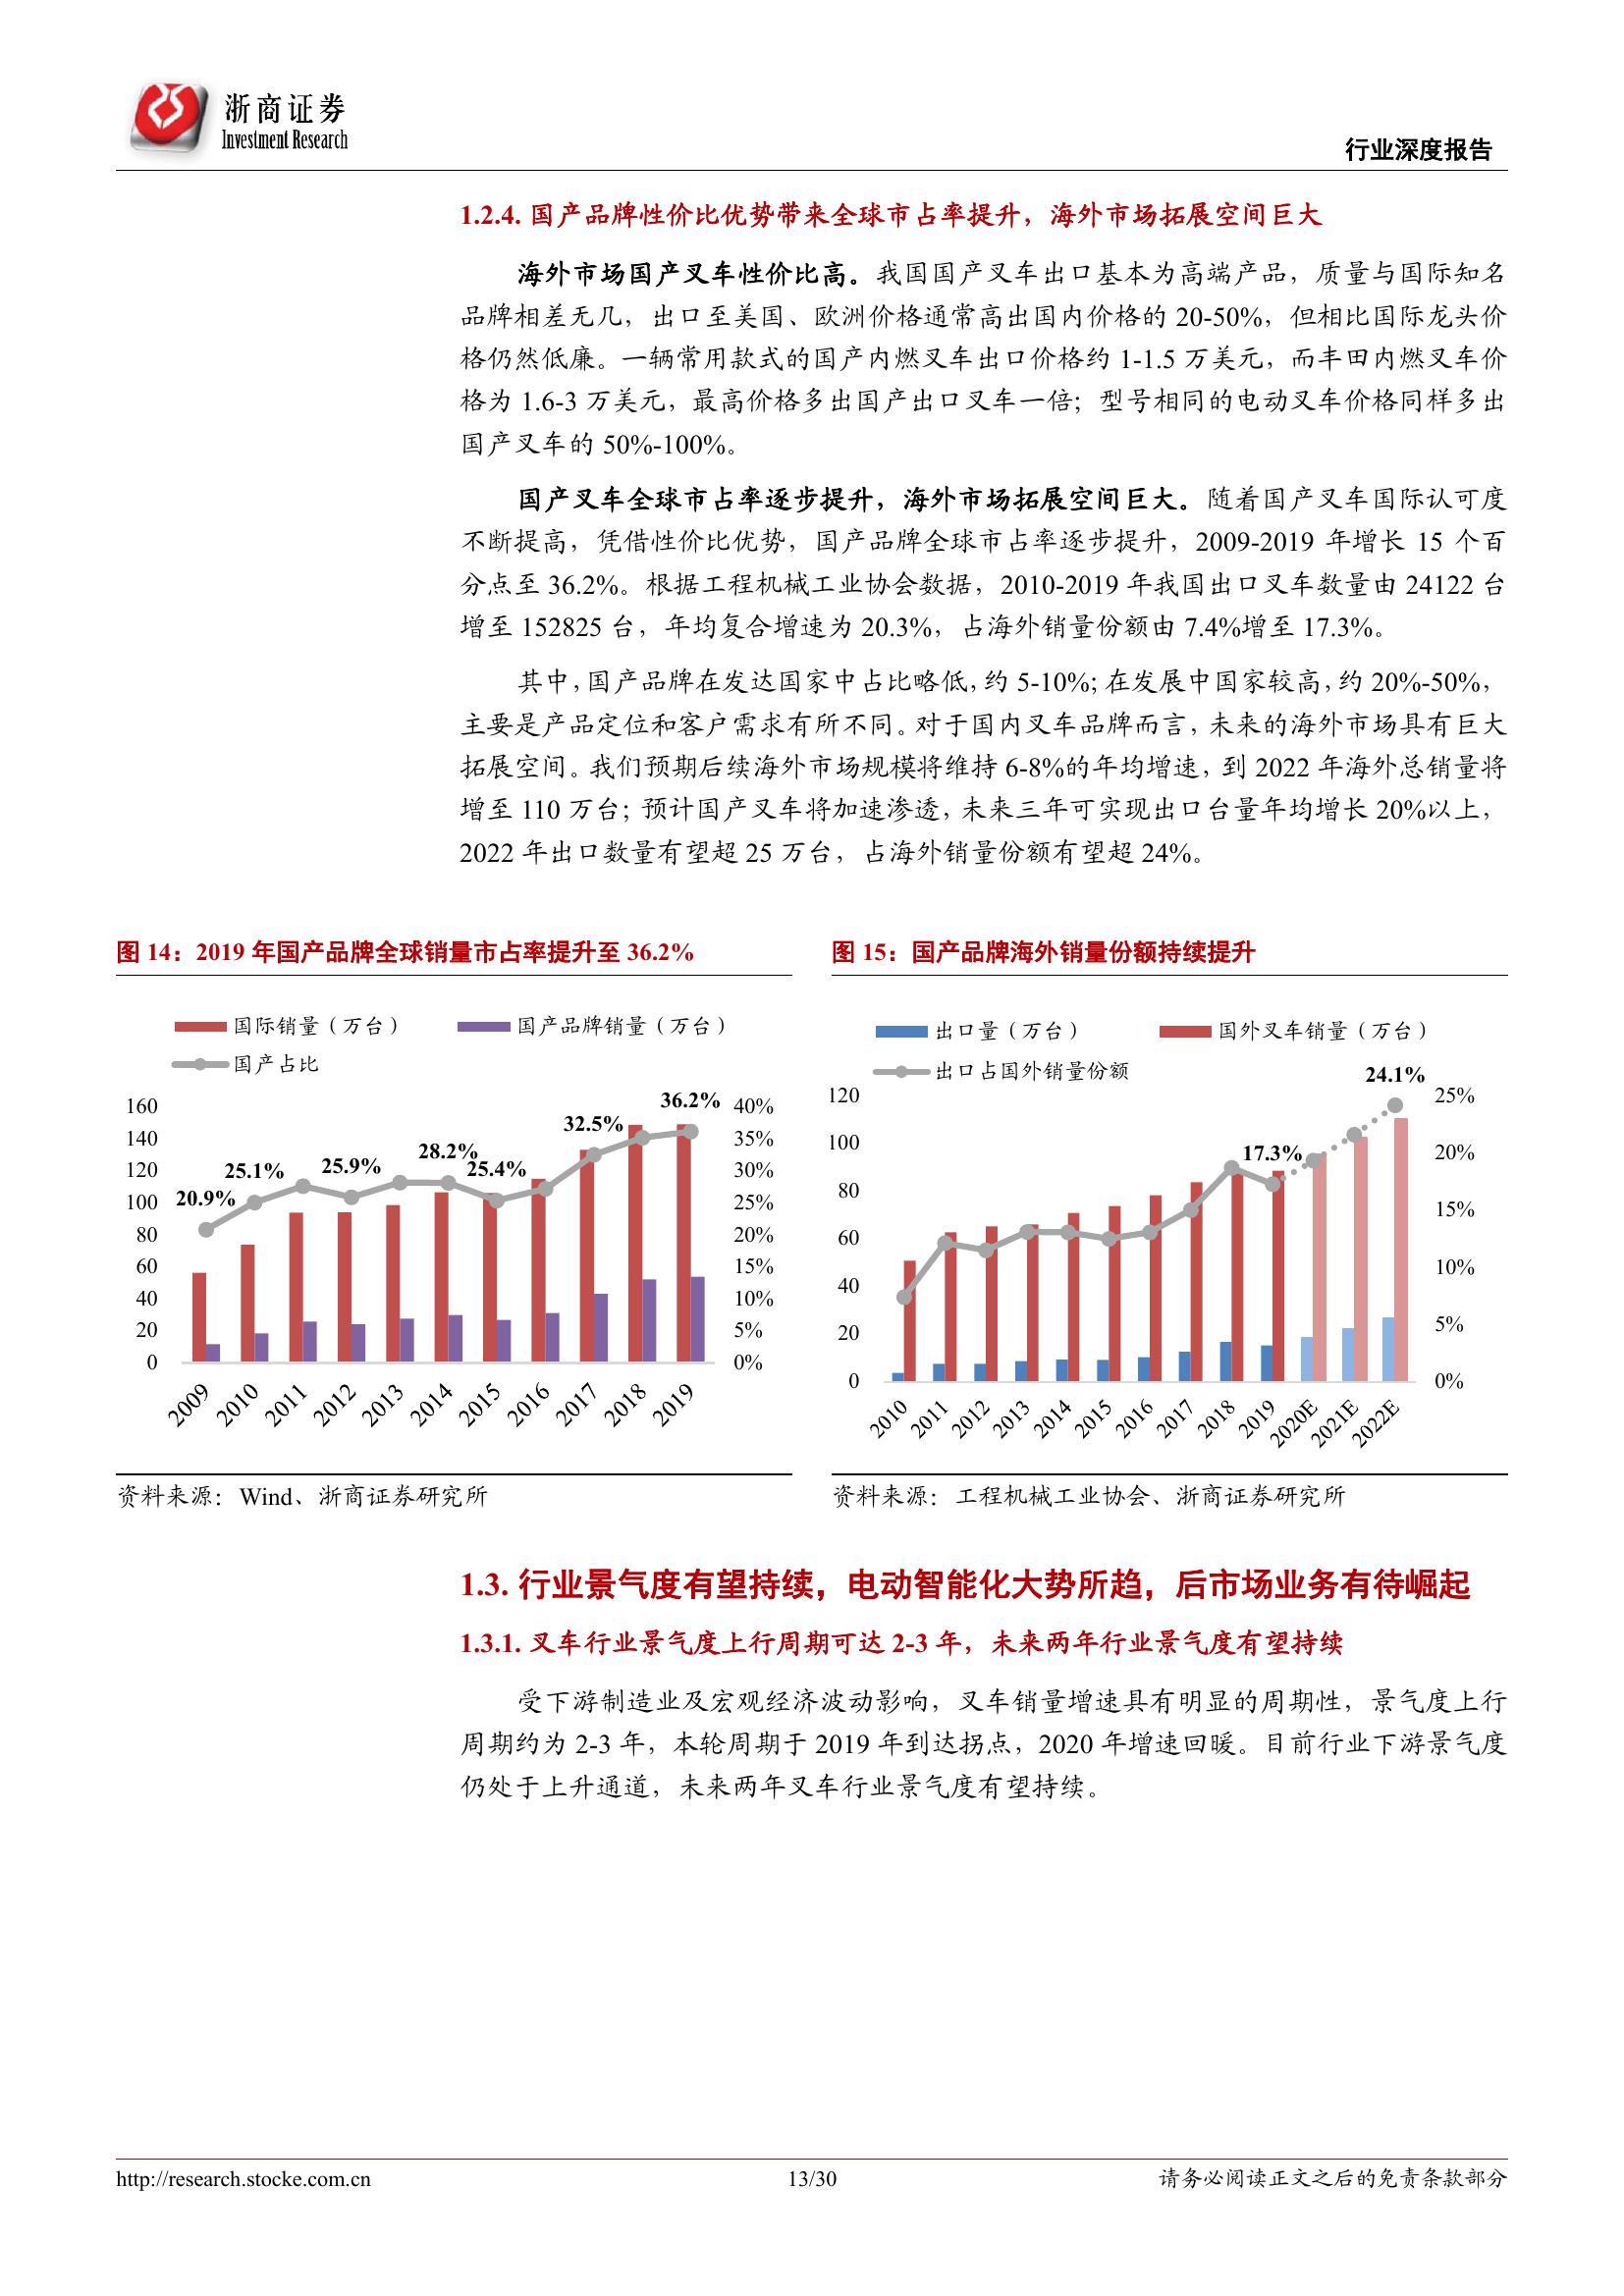 浙商证券
Investment Research
行业深度报告
1.2.4. 国产品牌性价比优势带来全球市占率提升，海外市场拓展空间巨大
海外市场国产叉车性价比高。我国国产叉车出口基本为高端产品，质量与国际知名
品牌相差无几，出口至美国、欧洲价格通常高出国内价格的 20-50%，但相比国际龙头价
格仍然低廉。一辆常用款式的国产内燃叉车出口价格约 1-1.5 万美元，而丰田内燃叉车价
格为 1.6-3 万美元，最高价格多出国产出口叉车一倍；型号相同的电动叉车价格同样多出
国产叉车的 50%-100%。
国产叉车全球市占率逐步提升，海外市场拓展空间巨大。随着国产叉车国际认可度
不断提高，凭借性价比优势，国产品牌全球市占率逐步提升，2009-2019 年增长 15 个百
分点至 36.2%。根据工程机械工业协会数据，2010-2019 年我国出口叉车数量由 24122 台
增至 152825 台，年均复合增速为 20.3%，占海外销量份额由 7.4%增至 17.3%。
其中，国产品牌在发达国家中占比略低，约 5-10%；在发展中国家较高，约 20%-50%，
主要是产品定位和客户需求有所不同。对于国内叉车品牌而言，未来的海外市场具有巨大
拓展空间。我们预期后续海外市场规模将维持 6-8%的年均增速，到 2022 年海外总销量将
增至 110 万台；预计国产叉车将加速渗透，未来三年可实现出口台量年均增长 20%以上，
2022 年出口数量有望超 25 万台，占海外销量份额有望超 24%。
图 14：2019 年国产品牌全球销量市占率提升至 36.2%
国际销量（万台）
国产品牌销量（万台）
国产占比
160
140
120
100
80
60
40
20
0
20.9%
25.1%
25.9%
28.2%
25.4%
32.5%
36.2%
40%
35%
30%
25%
20%
15%
10%
5%
0%
2009
2010
2011
2012
2013
2014
2015
2016
2017
2018
2019
资料来源：Wind、浙商证券研究所
图 15：国产品牌海外销量份额持续提升
出口量（万台）
国外叉车销量（万台）
出口占国外销量份额
120
100
80
60
40
20
0
17.3%
24.1%
25%
20%
15%
10%
5%
0%
2010
2011
2012
2013
2014
2015
2016
2017
2018
2019
2020E
2021E
2022E
资料来源：工程机械工业协会、浙商证券研究所
1.3. 行业景气度有望持续，电动智能化大势所趋，后市场业务有待崛起
1.3.1. 叉车行业景气度上行周期可达 2-3 年，未来两年行业景气度有望持续
受下游制造业及宏观经济波动影响，叉车销量增速具有明显的周期性，景气度上行
周期约为 2-3 年，本轮周期于 2019 年到达拐点，2020 年增速回暖。目前行业下游景气度
仍处于上升通道，未来两年叉车行业景气度有望持续。
http://research.stocke.com.cn
13/30
请务必阅读正文之后的免责条款部分